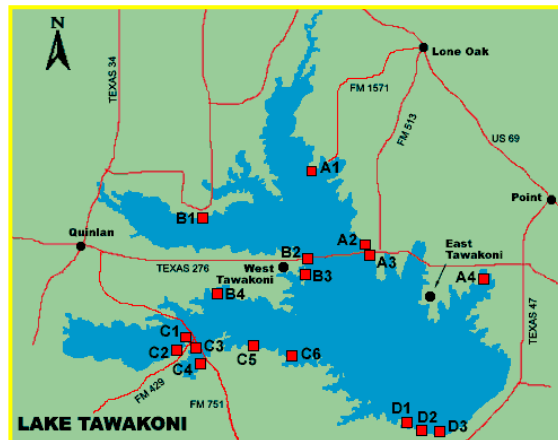 N
Lone Oak
TEXAS 34
FM 1571
FM 513
US 69
A1
Point
B1
Quinlan
A2
B2
A3
East
Tawakoni
TEXAS 276
West
Tawakoni
B3
A4
B4
TEXAS 47
C1
C2
C3
C5
C6
C4
FM 429
FM 751
D1
D2
D3
LAKE TAWAKONI